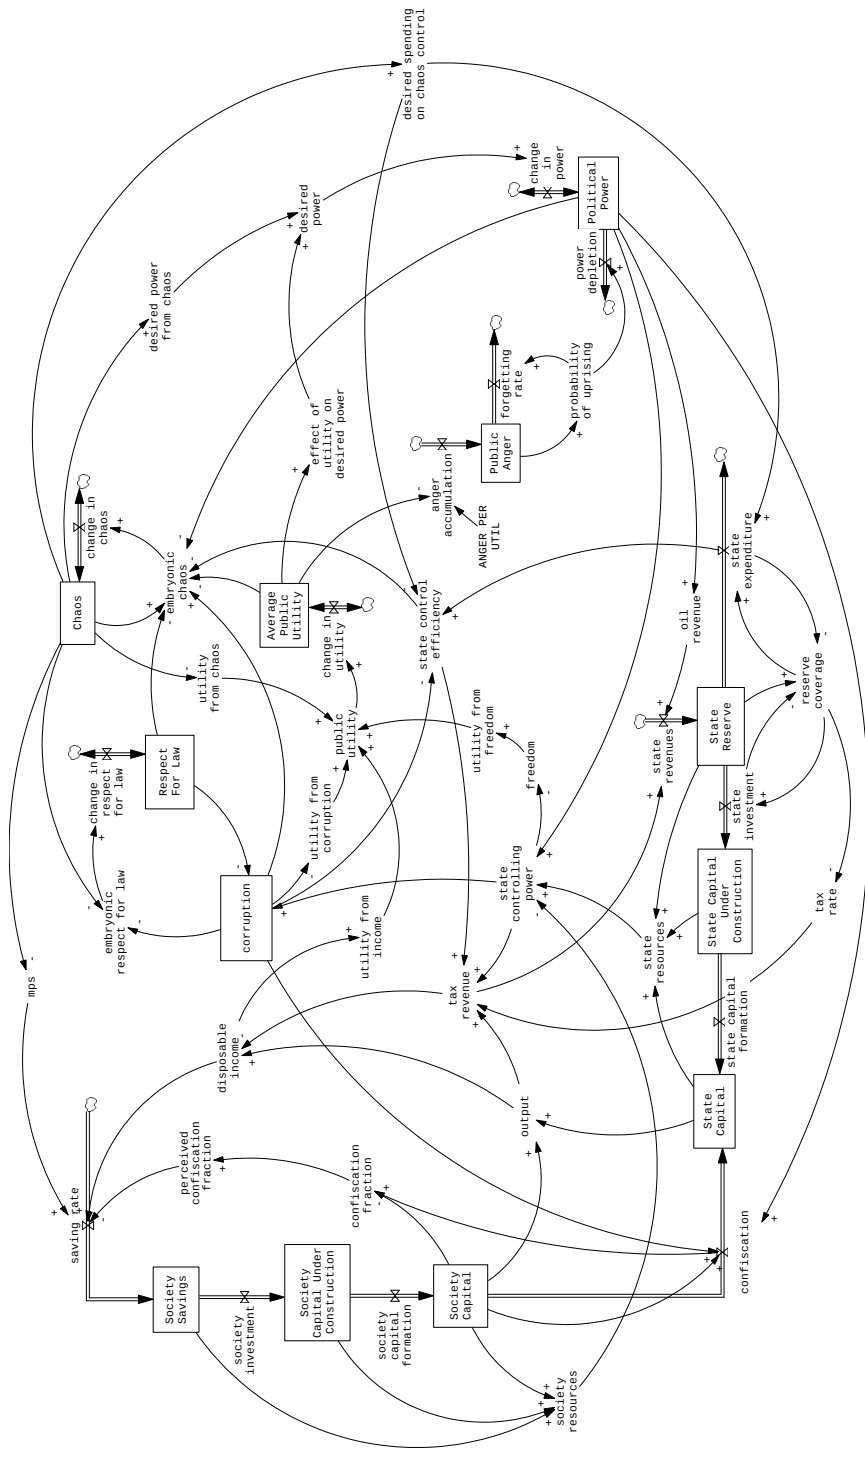 mps
saving rate
Chaos
change in
chaos
change in
respect
for law
embryonic
respect for law
Respect
For Law
desired power
from chaos
embryonic
chaos
Society
Savings
perceived
confiscation
fraction
utility
from chaos
disposable
income
society
investment
corruption
Average
Public
Utility
desired
power
Society
Capital Under
Construction
utility from
corruption
effect of
utility on
desired power
change in
utility
public
utility
confiscation
fraction
utility from
income
society
capital
formation
desired spending
on chaos control
state control
efficiency
anger
accumulation
Society
Capital
tax
revenue
utility from
freedom
ANGER PER
UTIL
Public
Anger
forgetting
rate
state
controlling
power
freedom
output
change
in
power
society
resources
probability
of uprising
power
depletion
Political
Power
state
resources
state
revenues
oil
revenue
State
Capital
State Capital
Under
Construction
State
Reserve
state capital
formation
state
investment
state
expenditure
confiscation
reserve
coverage
tax
rate